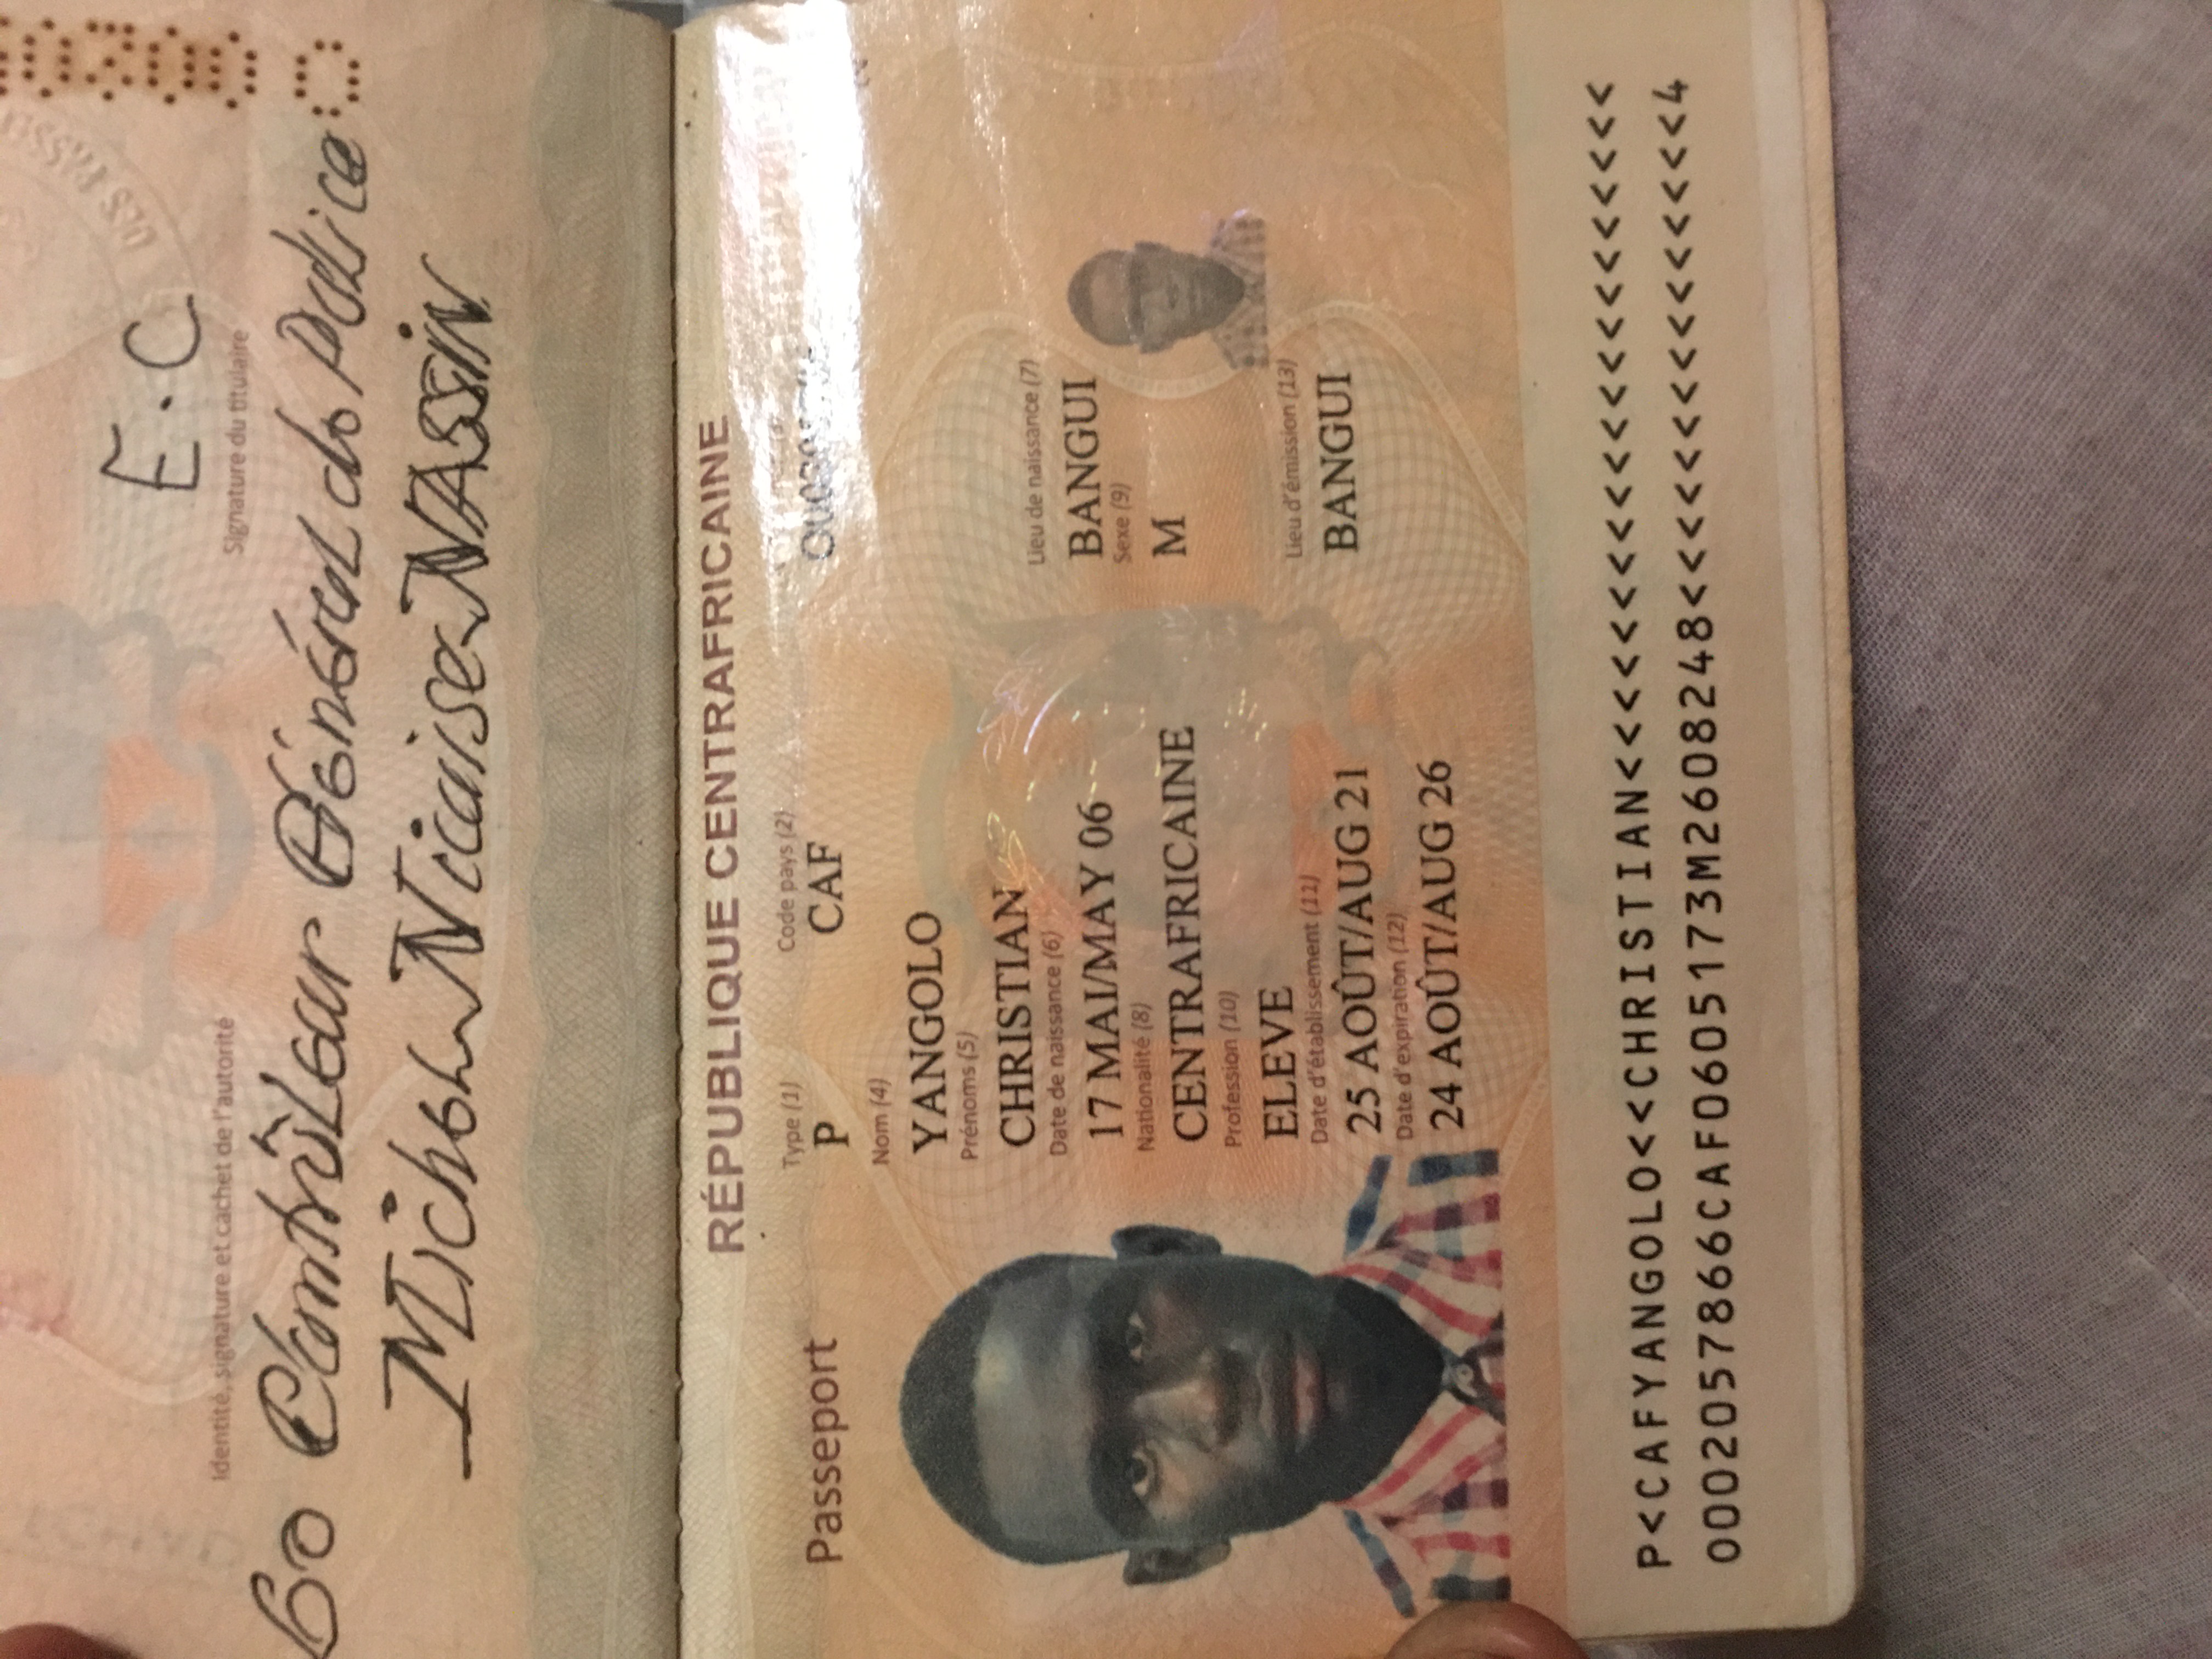 E.C
Signature du titulaire
Identité, signature et cachet de l'autorité
Général de Police
Michel Nicaise NASSIN
RÉPUBLIQUE CENTRAFRICAINE
Passeport
Type (1)
Code pays (2)
P
CAF
Nom (4)
YANGOLO
Prénoms (5)
CHRISTIAN
Date de naissance (6)
Lieu de naissance (7)
17 MAI/MAY 06
BANGUI
Nationalité (8)
Sexe (9)
CENTRAFRICAINE
M
Profession (10)
ELEVE
Date d'établissement (11)
Lieu d'émission (13)
25 AOÛT/AUG 21
BANGUI
Date d'expiration (12)
24 AOÛT/AUG 26
P<CAFYANGOLO<<CHRISTIAN<<<<<<<<<<<<<<<<<<<<<
0002057866CAF0605173M2608248<<<<<<<<<<<<<<<4